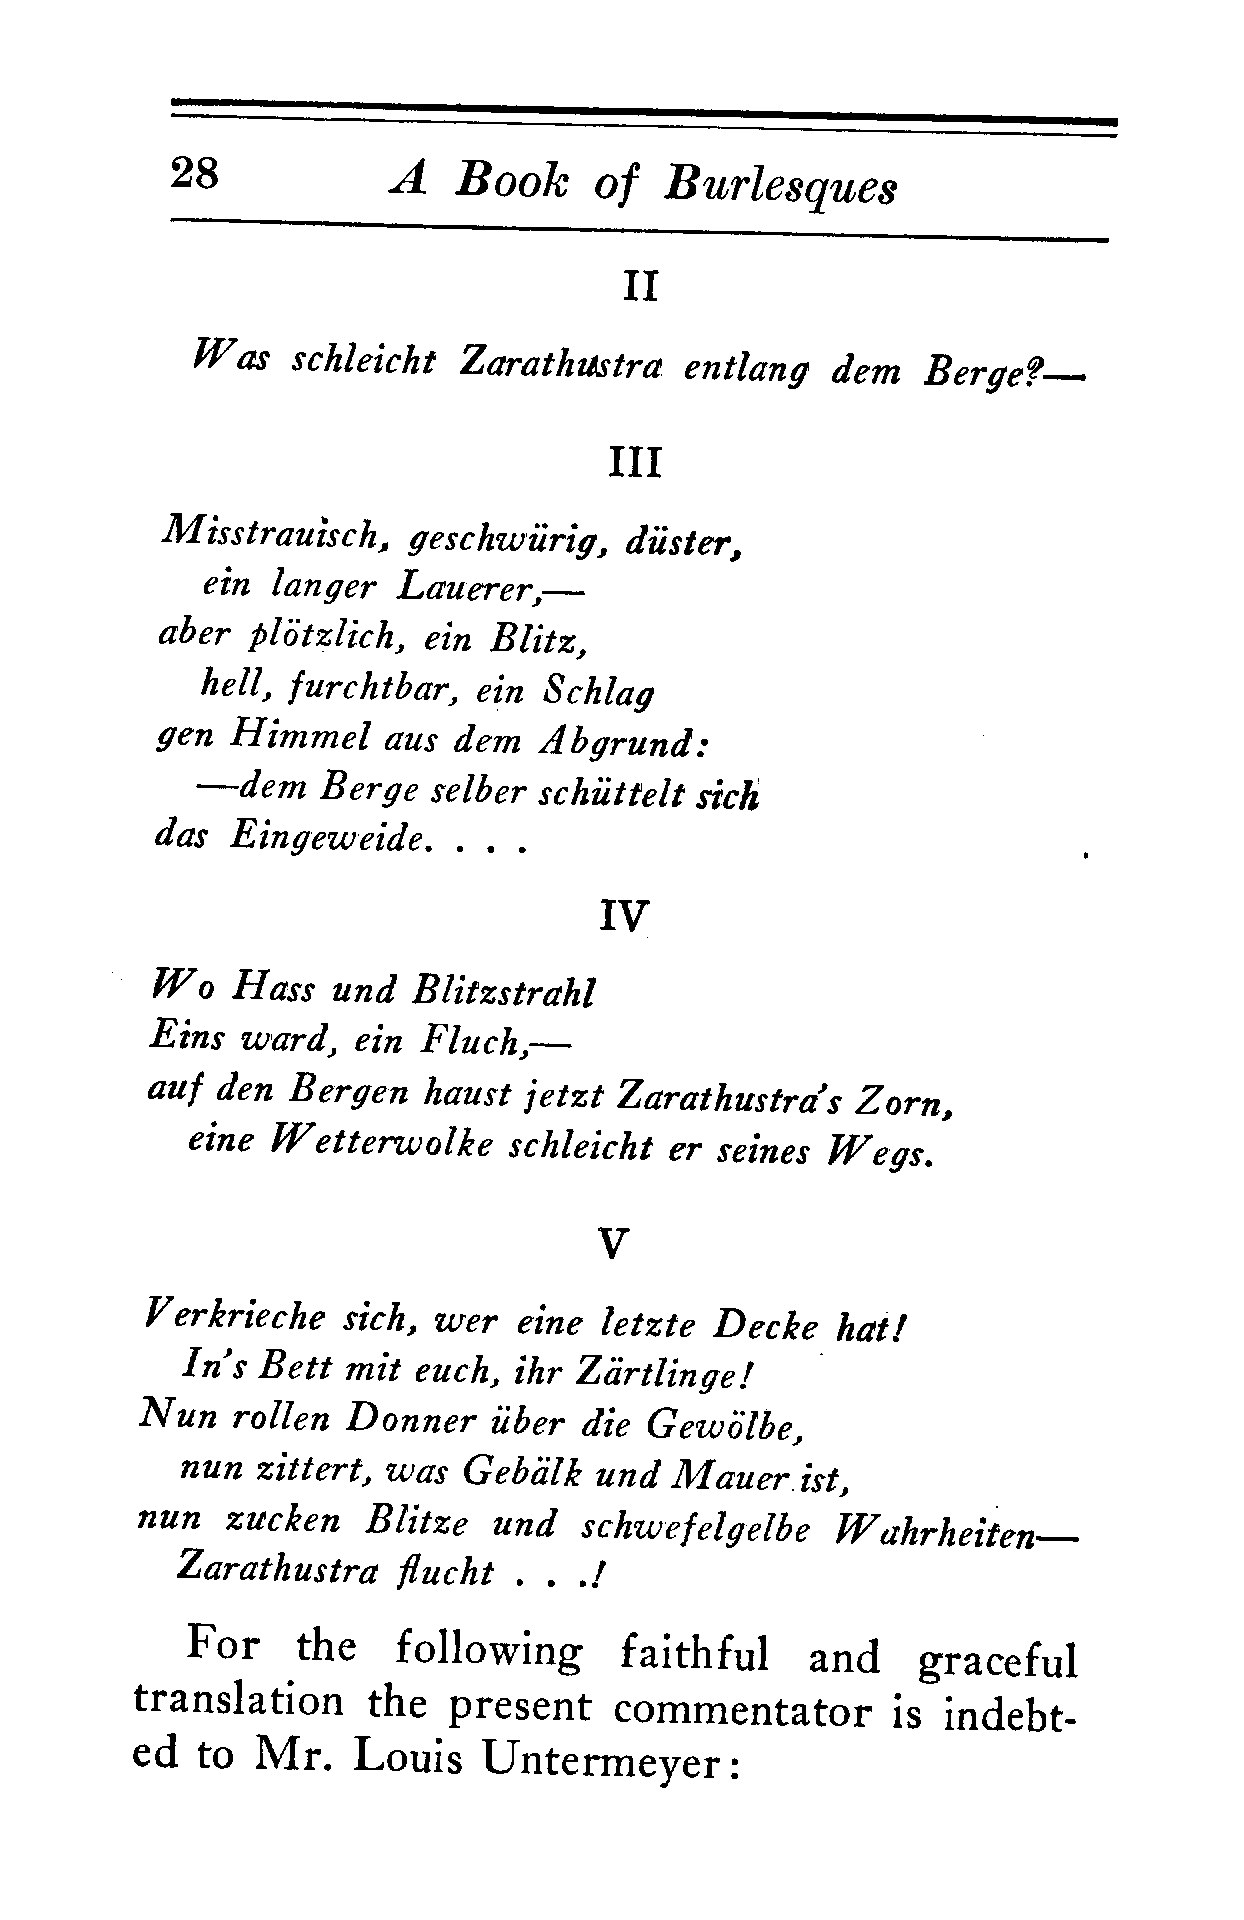 28 A Book of Burlesques
II
Was schleicht Zarathustra entlang dem Berge?—
III
Misstrauisch, geschwürig, düster,
ein langer Lauerer,—
aber plötzlich, ein Blitz,
hell, furchtbar, ein Schlag
gen Himmel aus dem Abgrund:
—dem Berge selber schüttelt sich
das Eingeweide. . . .
IV
Wo Hass und Blitzstrahl
Eins ward, ein Fluch,—
auf den Bergen haust jetzt Zarathustra's Zorn,
eine Wetterwolke schleicht er seines Wegs.
V
Verkrieche sich, wer eine letzte Decke hat!
In's Bett mit euch, ihr Zärtlinge!
Nun rollen Donner über die Gewölbe,
nun zittert, was Gebälk und Mauer ist,
nun zucken Blitze und schwefelgelbe Wahrheiten—
Zarathustra flucht . . .!
For the following faithful and graceful
translation the present commentator is indebt-
ed to Mr. Louis Untermeyer: